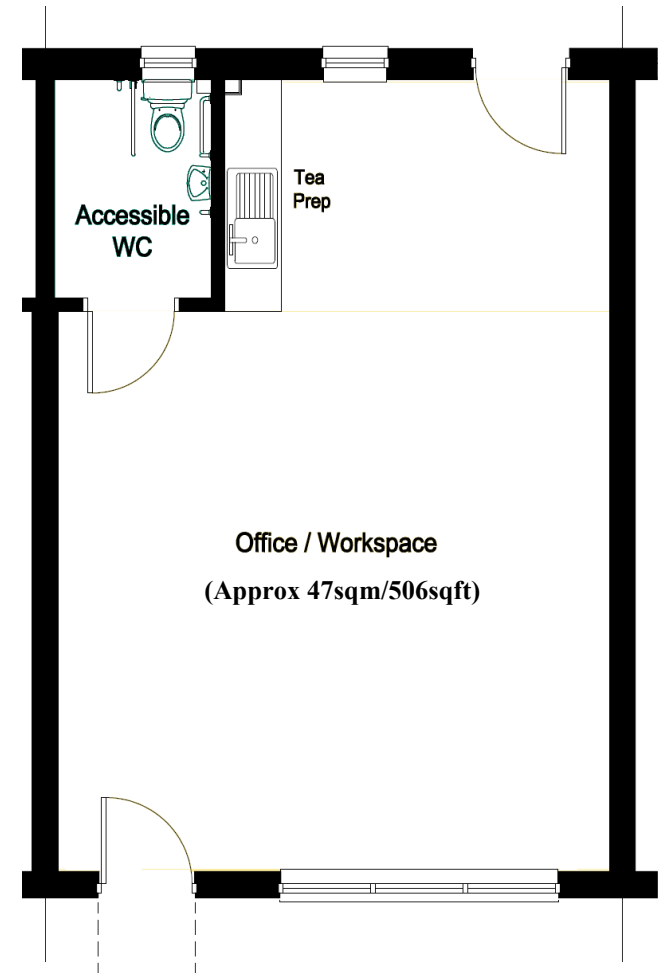 Tea
Prep
Accessible
WC
Office / Workspace
(Approx 47sqm/506sqft)